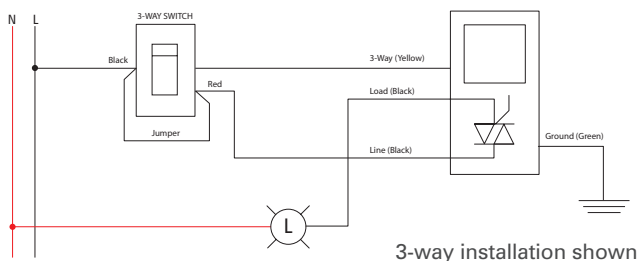 N L
3-WAY SWITCH
Black
3-Way (Yellow)
Red
Load (Black)
Jumper
Ground (Green)
Line (Black)
L
3-way installation shown